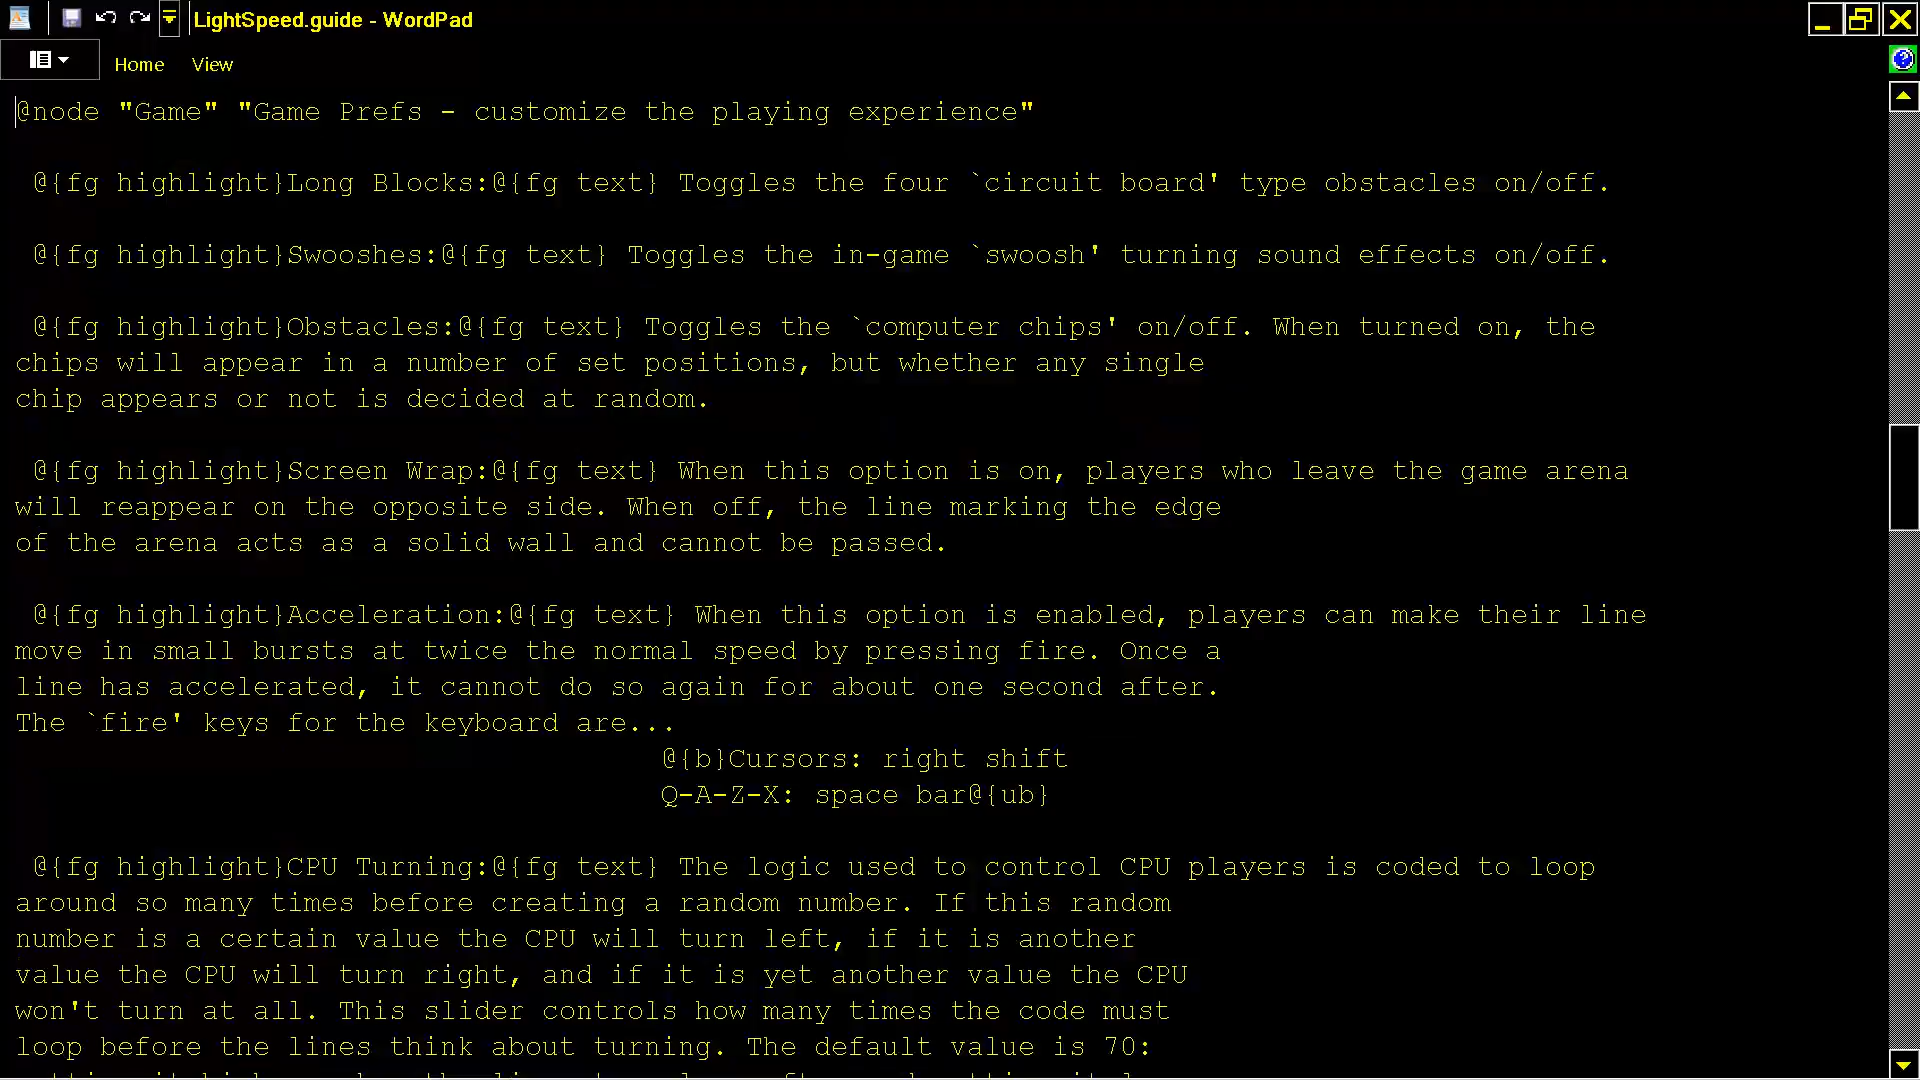 LightSpeed.guide - WordPad
Home View
@node "Game" "Game Prefs - customize the playing experience"
@{fg highlight}Long Blocks:@{fg text} Toggles the four `circuit board' type obstacles on/off.
@{fg highlight}Swooshes:@{fg text} Toggles the in-game `swoosh' turning sound effects on/off.
@{fg highlight}Obstacles:@{fg text} Toggles the `computer chips' on/off. When turned on, the
chips will appear in a number of set positions, but whether any single
chip appears or not is decided at random.
@{fg highlight}Screen Wrap:@{fg text} When this option is on, players who leave the game arena
will reappear on the opposite side. When off, the line marking the edge
of the arena acts as a solid wall and cannot be passed.
@{fg highlight}Acceleration:@{fg text} When this option is enabled, players can make their line
move in small bursts at twice the normal speed by pressing fire. Once a
line has accelerated, it cannot do so again for about one second after.
The `fire' keys for the keyboard are...
@{b}Cursors: right shift
Q-A-Z-X: space bar@{ub}
@{fg highlight}CPU Turning:@{fg text} The logic used to control CPU players is coded to loop
around so many times before creating a random number. If this random
number is a certain value the CPU will turn left, if it is another
value the CPU will turn right, and if it is yet another value the CPU
won't turn at all. This slider controls how many times the code must
loop before the lines think about turning. The default value is 70: